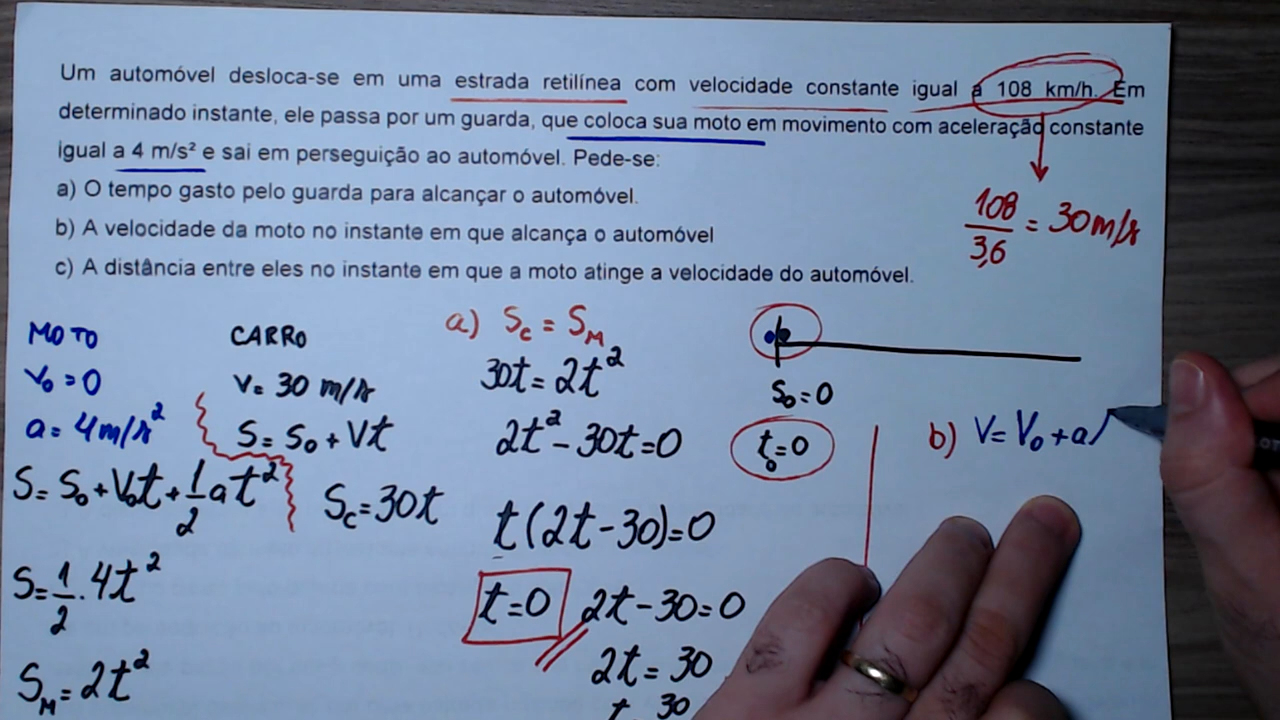 Um automóvel desloca-se em uma estrada retilínea com velocidade constante igual a 108 km/h. Em
determinado instante, ele passa por um guarda, que coloca sua moto em movimento com aceleração constante
igual a 4 m/s² e sai em perseguição ao automóvel. Pede-se:
a) O tempo gasto pelo guarda para alcançar o automóvel.
b) A velocidade da moto no instante em que alcança o automóvel
c) A distância entre eles no instante em que a moto atinge a velocidade do automóvel.
108/3,6 = 30 m/s
MOTO
V₀ = 0
a = 4 m/s²
S = S₀ + V₀t + 1/2 at²
S = 1/2 . 4t²
S_M = 2t²
CARRO
V = 30 m/s
S = S₀ + Vt
S_C = 30t
a) S_C = S_M
30t = 2t²
2t² - 30t = 0
t(2t - 30) = 0
t = 0
2t - 30 = 0
2t = 30
30
S₀ = 0
t₀ = 0
b) V = V₀ + a